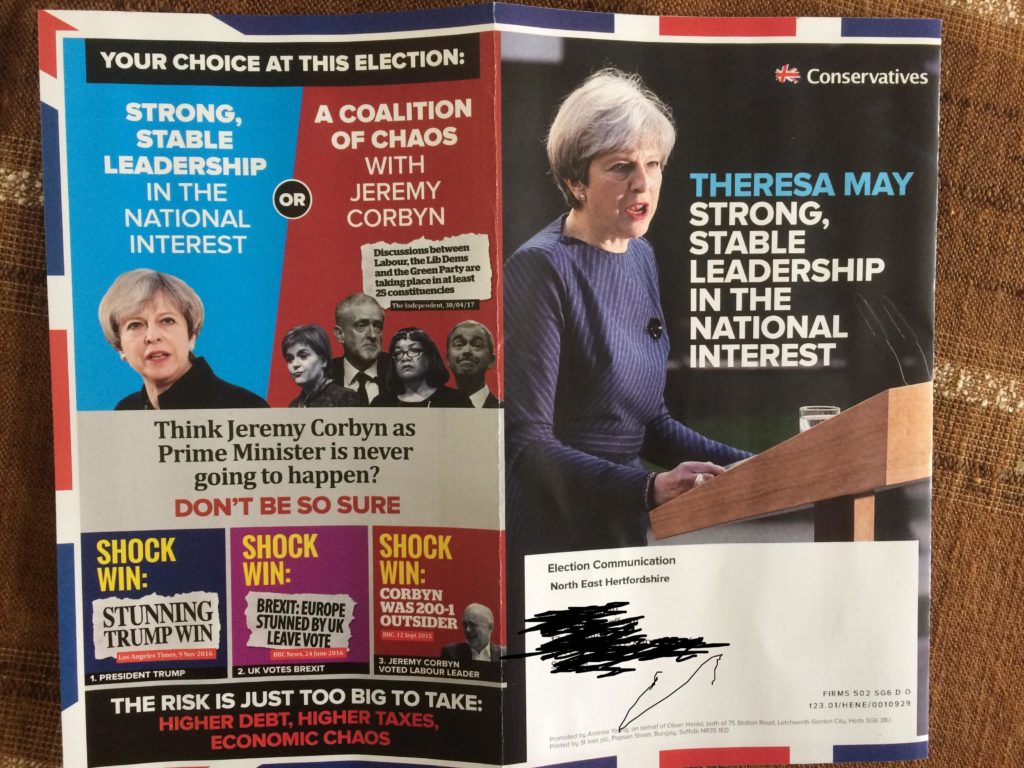 YOUR CHOICE AT THIS ELECTION:
STRONG,
STABLE
LEADERSHIP
IN THE
NATIONAL
INTEREST
OR
A COALITION
OF CHAOS
WITH
JEREMY
CORBYN
Discussions between
Labour, the Lib Dems
and the Green Party are
taking place in at least
25 constituencies
The Independent, 30/04/17
Think Jeremy Corbyn as
Prime Minister is never
going to happen?
DON'T BE SO SURE
SHOCK
WIN:
STUNNING
TRUMP WIN
Los Angeles Times, 9 Nov 2016
1. PRESIDENT TRUMP
SHOCK
WIN:
BREXIT: EUROPE
STUNNED BY UK
LEAVE VOTE
BBC News, 24 June 2016
2. UK VOTES BREXIT
SHOCK
WIN:
CORBYN
WAS 200-1
OUTSIDER
BBC, 12 Sept 2015
3. JEREMY CORBYN
VOTED LABOUR LEADER
THE RISK IS JUST TOO BIG TO TAKE:
HIGHER DEBT, HIGHER TAXES,
ECONOMIC CHAOS
Conservatives
THERESA MAY
STRONG,
STABLE
LEADERSHIP
IN THE
NATIONAL
INTEREST
Election Communication
North East Hertfordshire
FIRMS 502 SG6 D O
123.01/HENE/0010929
Promoted by Andrew on behalf of Oliver Heald, both of 75 Station Road, Letchworth Garden City, Herts SG6 3BJ.
Printed by St Ives plc, Popson Street, Bungay, Suffolk NR35 1ED